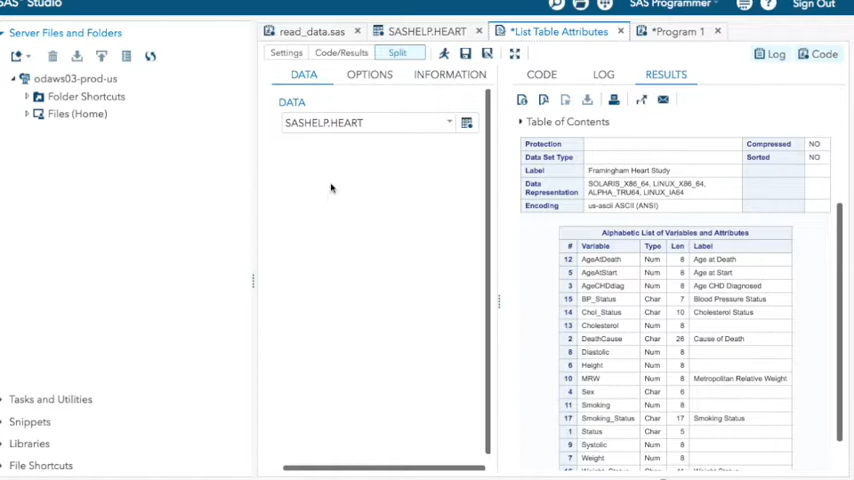 SAS® Studio
SAS Programmer
Sign Out
Server Files and Folders
odaws03-prod-us
Folder Shortcuts
Files (Home)
Tasks and Utilities
Snippets
Libraries
File Shortcuts
read_data.sas ×
SASHELP.HEART ×
*List Table Attributes ×
*Program 1 ×
Settings Code/Results Split
Log Code
DATA OPTIONS INFORMATION
DATA
SASHELP.HEART
CODE LOG RESULTS
Table of Contents
Protection Compressed NO
Data Set Type Sorted NO
Label Framingham Heart Study
Data Representation SOLARIS_X86_64, LINUX_X86_64,
ALPHA_TRU64, LINUX_IA64
Encoding us-ascii ASCII (ANSI)
Alphabetic List of Variables and Attributes
# Variable Type Len Label
12 AgeAtDeath Num 8 Age at Death
5 AgeAtStart Num 8 Age at Start
3 AgeCHDdiag Num 8 Age CHD Diagnosed
15 BP_Status Char 7 Blood Pressure Status
14 Chol_Status Char 10 Cholesterol Status
13 Cholesterol Num 8
2 DeathCause Char 26 Cause of Death
8 Diastolic Num 8
6 Height Num 8
10 MRW Num 8 Metropolitan Relative Weight
4 Sex Char 6
11 Smoking Num 8
17 Smoking_Status Char 17 Smoking Status
1 Status Char 5
9 Systolic Num 8
7 Weight Num 8